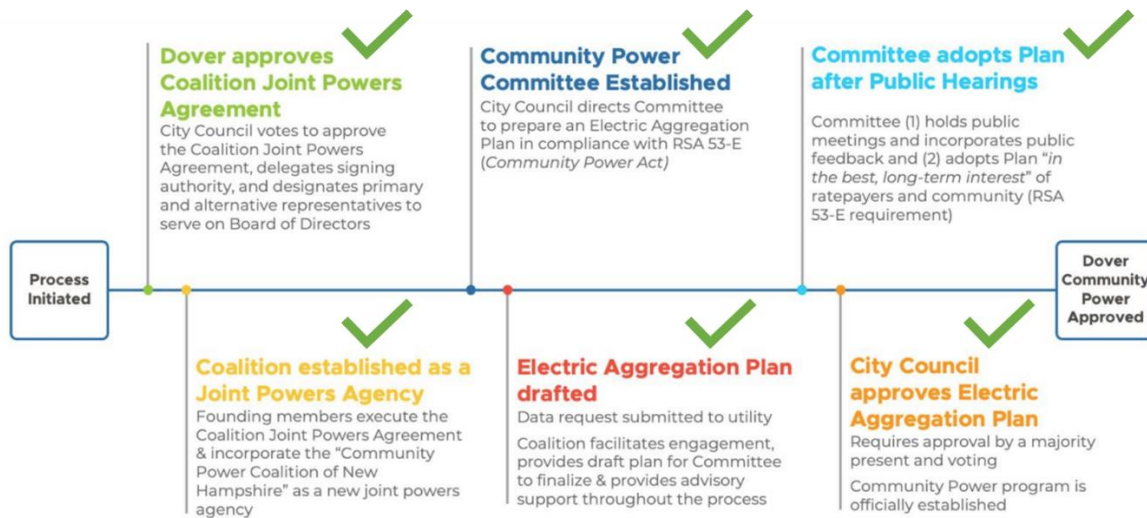 Dover approves
Coalition Joint Powers
Agreement
City Council votes to approve
the Coalition Joint Powers
Agreement, delegates signing
authority, and designates primary
and alternative representatives to
serve on Board of Directors
Community Power
Committee Established
City Council directs Committee
to prepare an Electric Aggregation
Plan in compliance with RSA 53-E
(Community Power Act)
Committee adopts Plan
after Public Hearings
Committee (1) holds public
meetings and incorporates public
feedback and (2) adopts Plan “in
the best, long-term interest” of
ratepayers and community (RSA
53-E requirement)
Process
Initiated
Dover
Community
Power
Approved
Coalition established as a
Joint Powers Agency
Founding members execute the
Coalition Joint Powers Agreement
& incorporate the “Community
Power Coalition of New
Hampshire” as a new joint powers
agency
Electric Aggregation Plan
drafted
Data request submitted to utility
Coalition facilitates engagement,
provides draft plan for Committee
to finalize & provides advisory
support throughout the process
City Council
approves Electric
Aggregation Plan
Requires approval by a majority
present and voting
Community Power program is
officially established